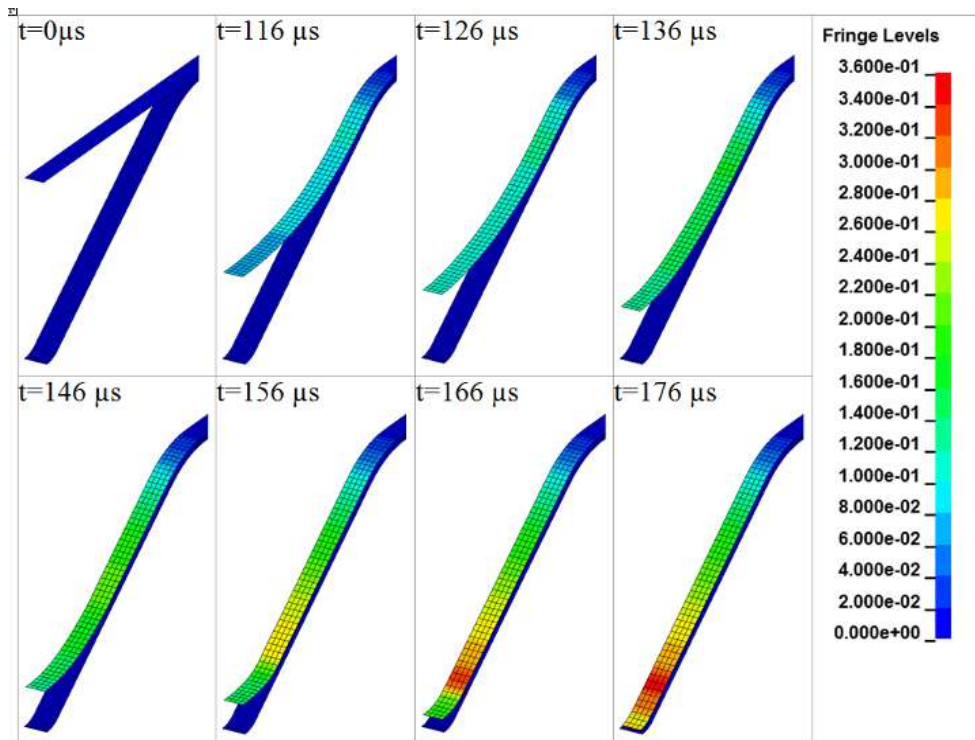 t=0µs
t=116 µs
t=126 µs
t=136 µs
t=146 µs
t=156 µs
t=166 µs
t=176 µs
Fringe Levels
3.600e-01
3.400e-01
3.200e-01
3.000e-01
2.800e-01
2.600e-01
2.400e-01
2.200e-01
2.000e-01
1.800e-01
1.600e-01
1.400e-01
1.200e-01
1.000e-01
8.000e-02
6.000e-02
4.000e-02
2.000e-02
0.000e+00